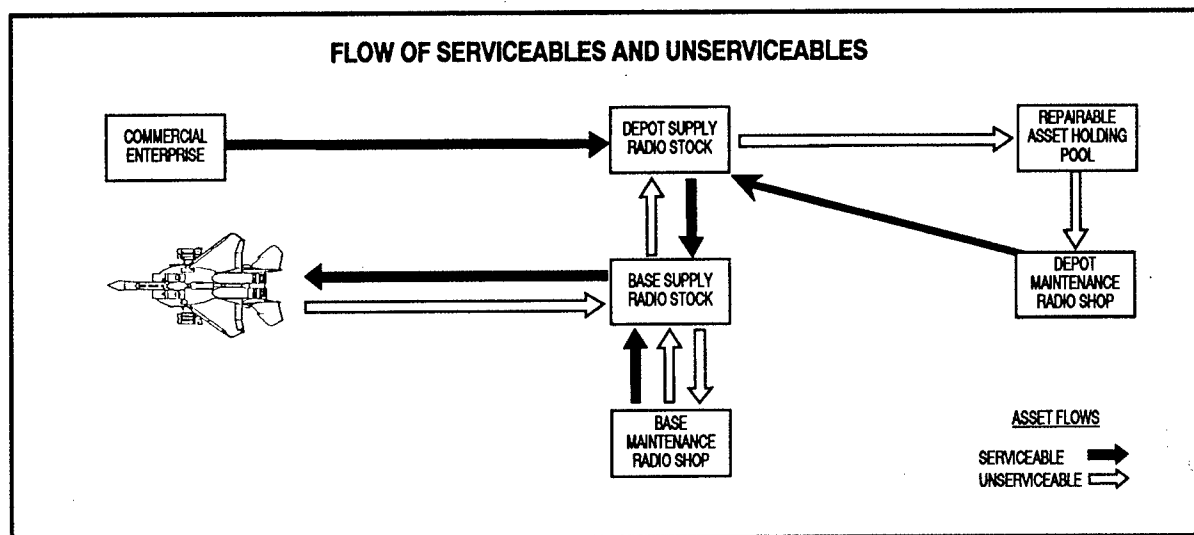 FLOW OF SERVICEABLES AND UNSERVICEABLES
COMMERCIAL
ENTERPRISE
DEPOT SUPPLY
RADIO STOCK
REPAIRABLE
ASSET HOLDING
POOL
BASE SUPPLY
RADIO STOCK
DEPOT
MAINTENANCE
RADIO SHOP
BASE
MAINTENANCE
RADIO SHOP
ASSET FLOWS
SERVICEABLE
UNSERVICEABLE